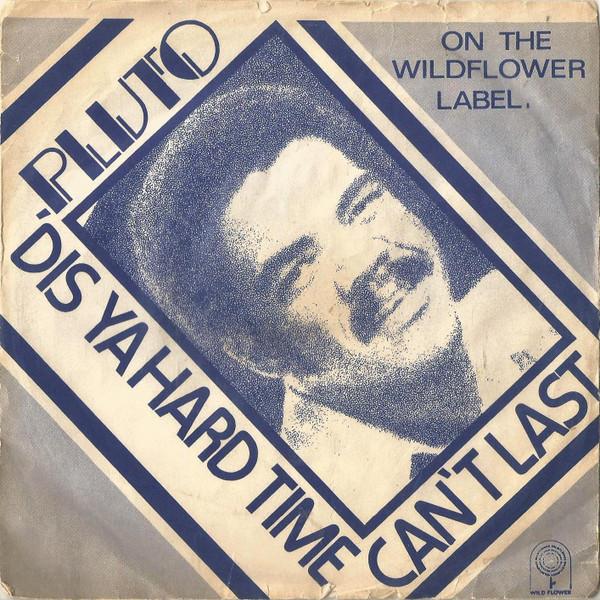 PLUTO
ON THE
WILDFLOWER
LABEL.
'DIS YA HARD TIME
CAN'T LAST
WILD FLOWER